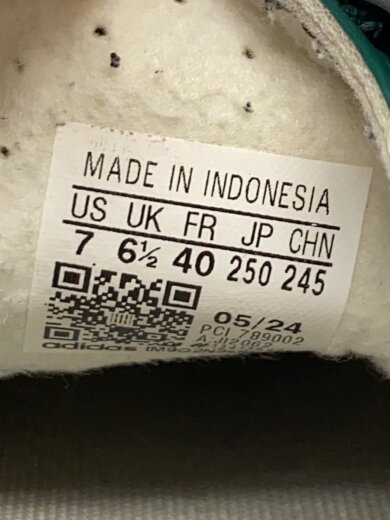 MADE IN INDONESIA
US UK FR JP CHN
7 6½ 40 250 245
05/24
PCI 789002
adidas